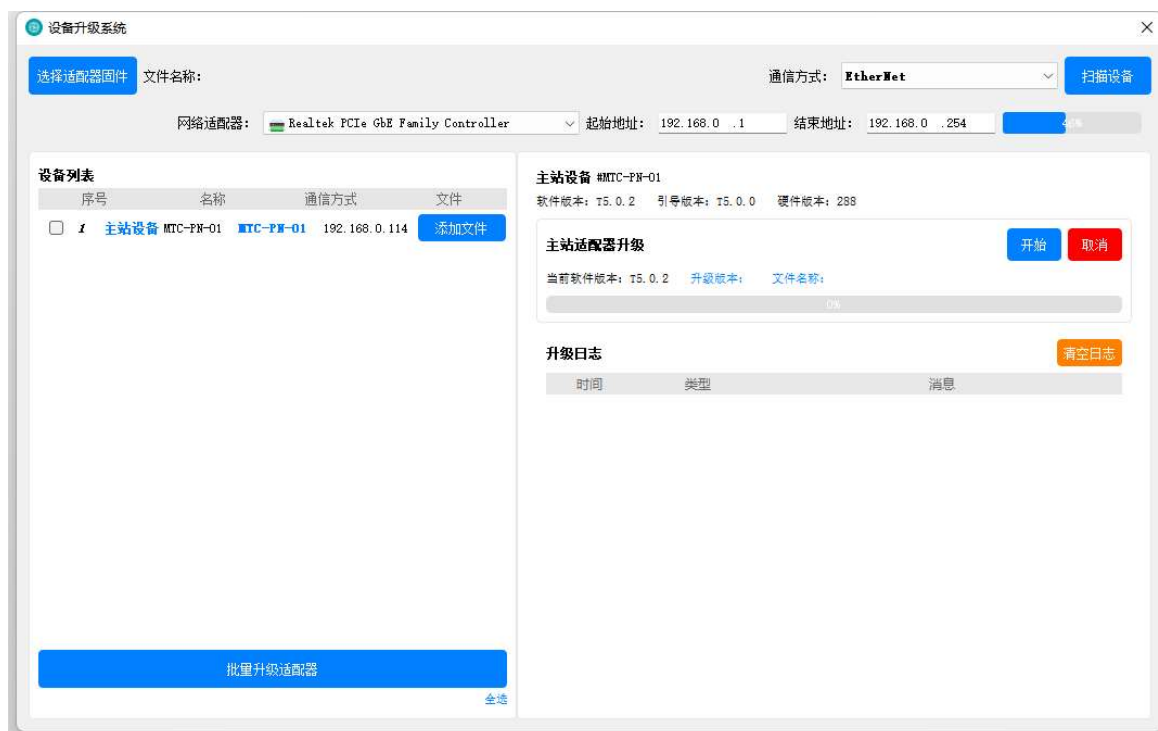 设备升级系统
选择适配器固件 文件名称: 通信方式: EtherNet 扫描设备
网络适配器: Realtek PCIe GbE Family Controller 起始地址: 192.168.0 .1 结束地址: 192.168.0 .254
设备列表
序号 名称 通信方式 文件
1 主站设备 MTC-PN-01 MTC-PN-01 192.168.0.114 添加文件
批量升级适配器
全选
主站设备 #MTC-PN-01
软件版本: T5.0.2 引导版本: T5.0.0 硬件版本: 288
主站适配器升级 开始 取消
当前软件版本: T5.0.2 升级版本: 文件名称:
0%
升级日志 清空日志
时间 类型 消息